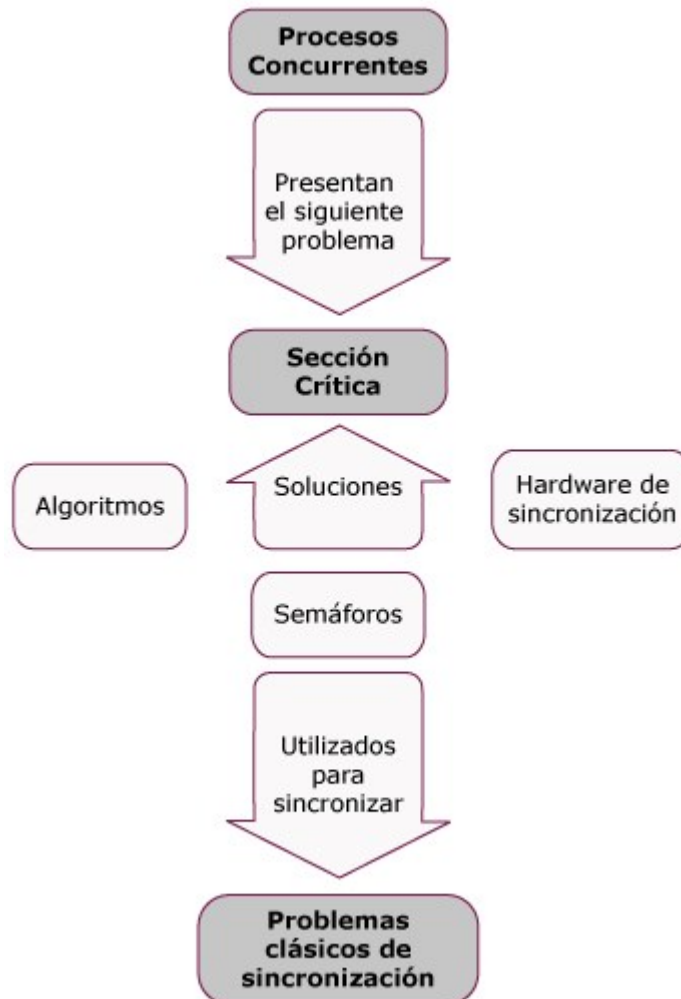 Procesos
Concurrentes
Presentan
el siguiente
problema
Sección
Crítica
Algoritmos
Soluciones
Hardware de
sincronización
Semáforos
Utilizados
para
sincronizar
Problemas
clásicos de
sincronización